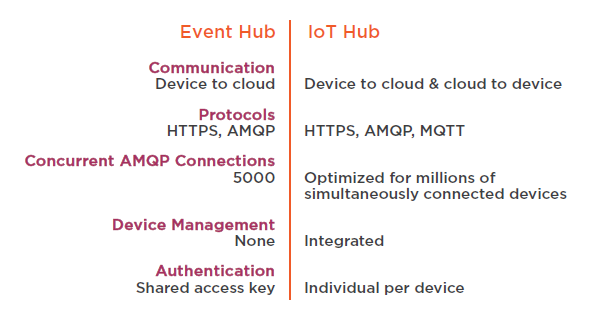 Event Hub IoT Hub
Communication
Device to cloud Device to cloud & cloud to device
Protocols
HTTPS, AMQP HTTPS, AMQP, MQTT
Concurrent AMQP Connections
5000 Optimized for millions of
simultaneously connected devices
Device Management
None Integrated
Authentication
Shared access key Individual per device